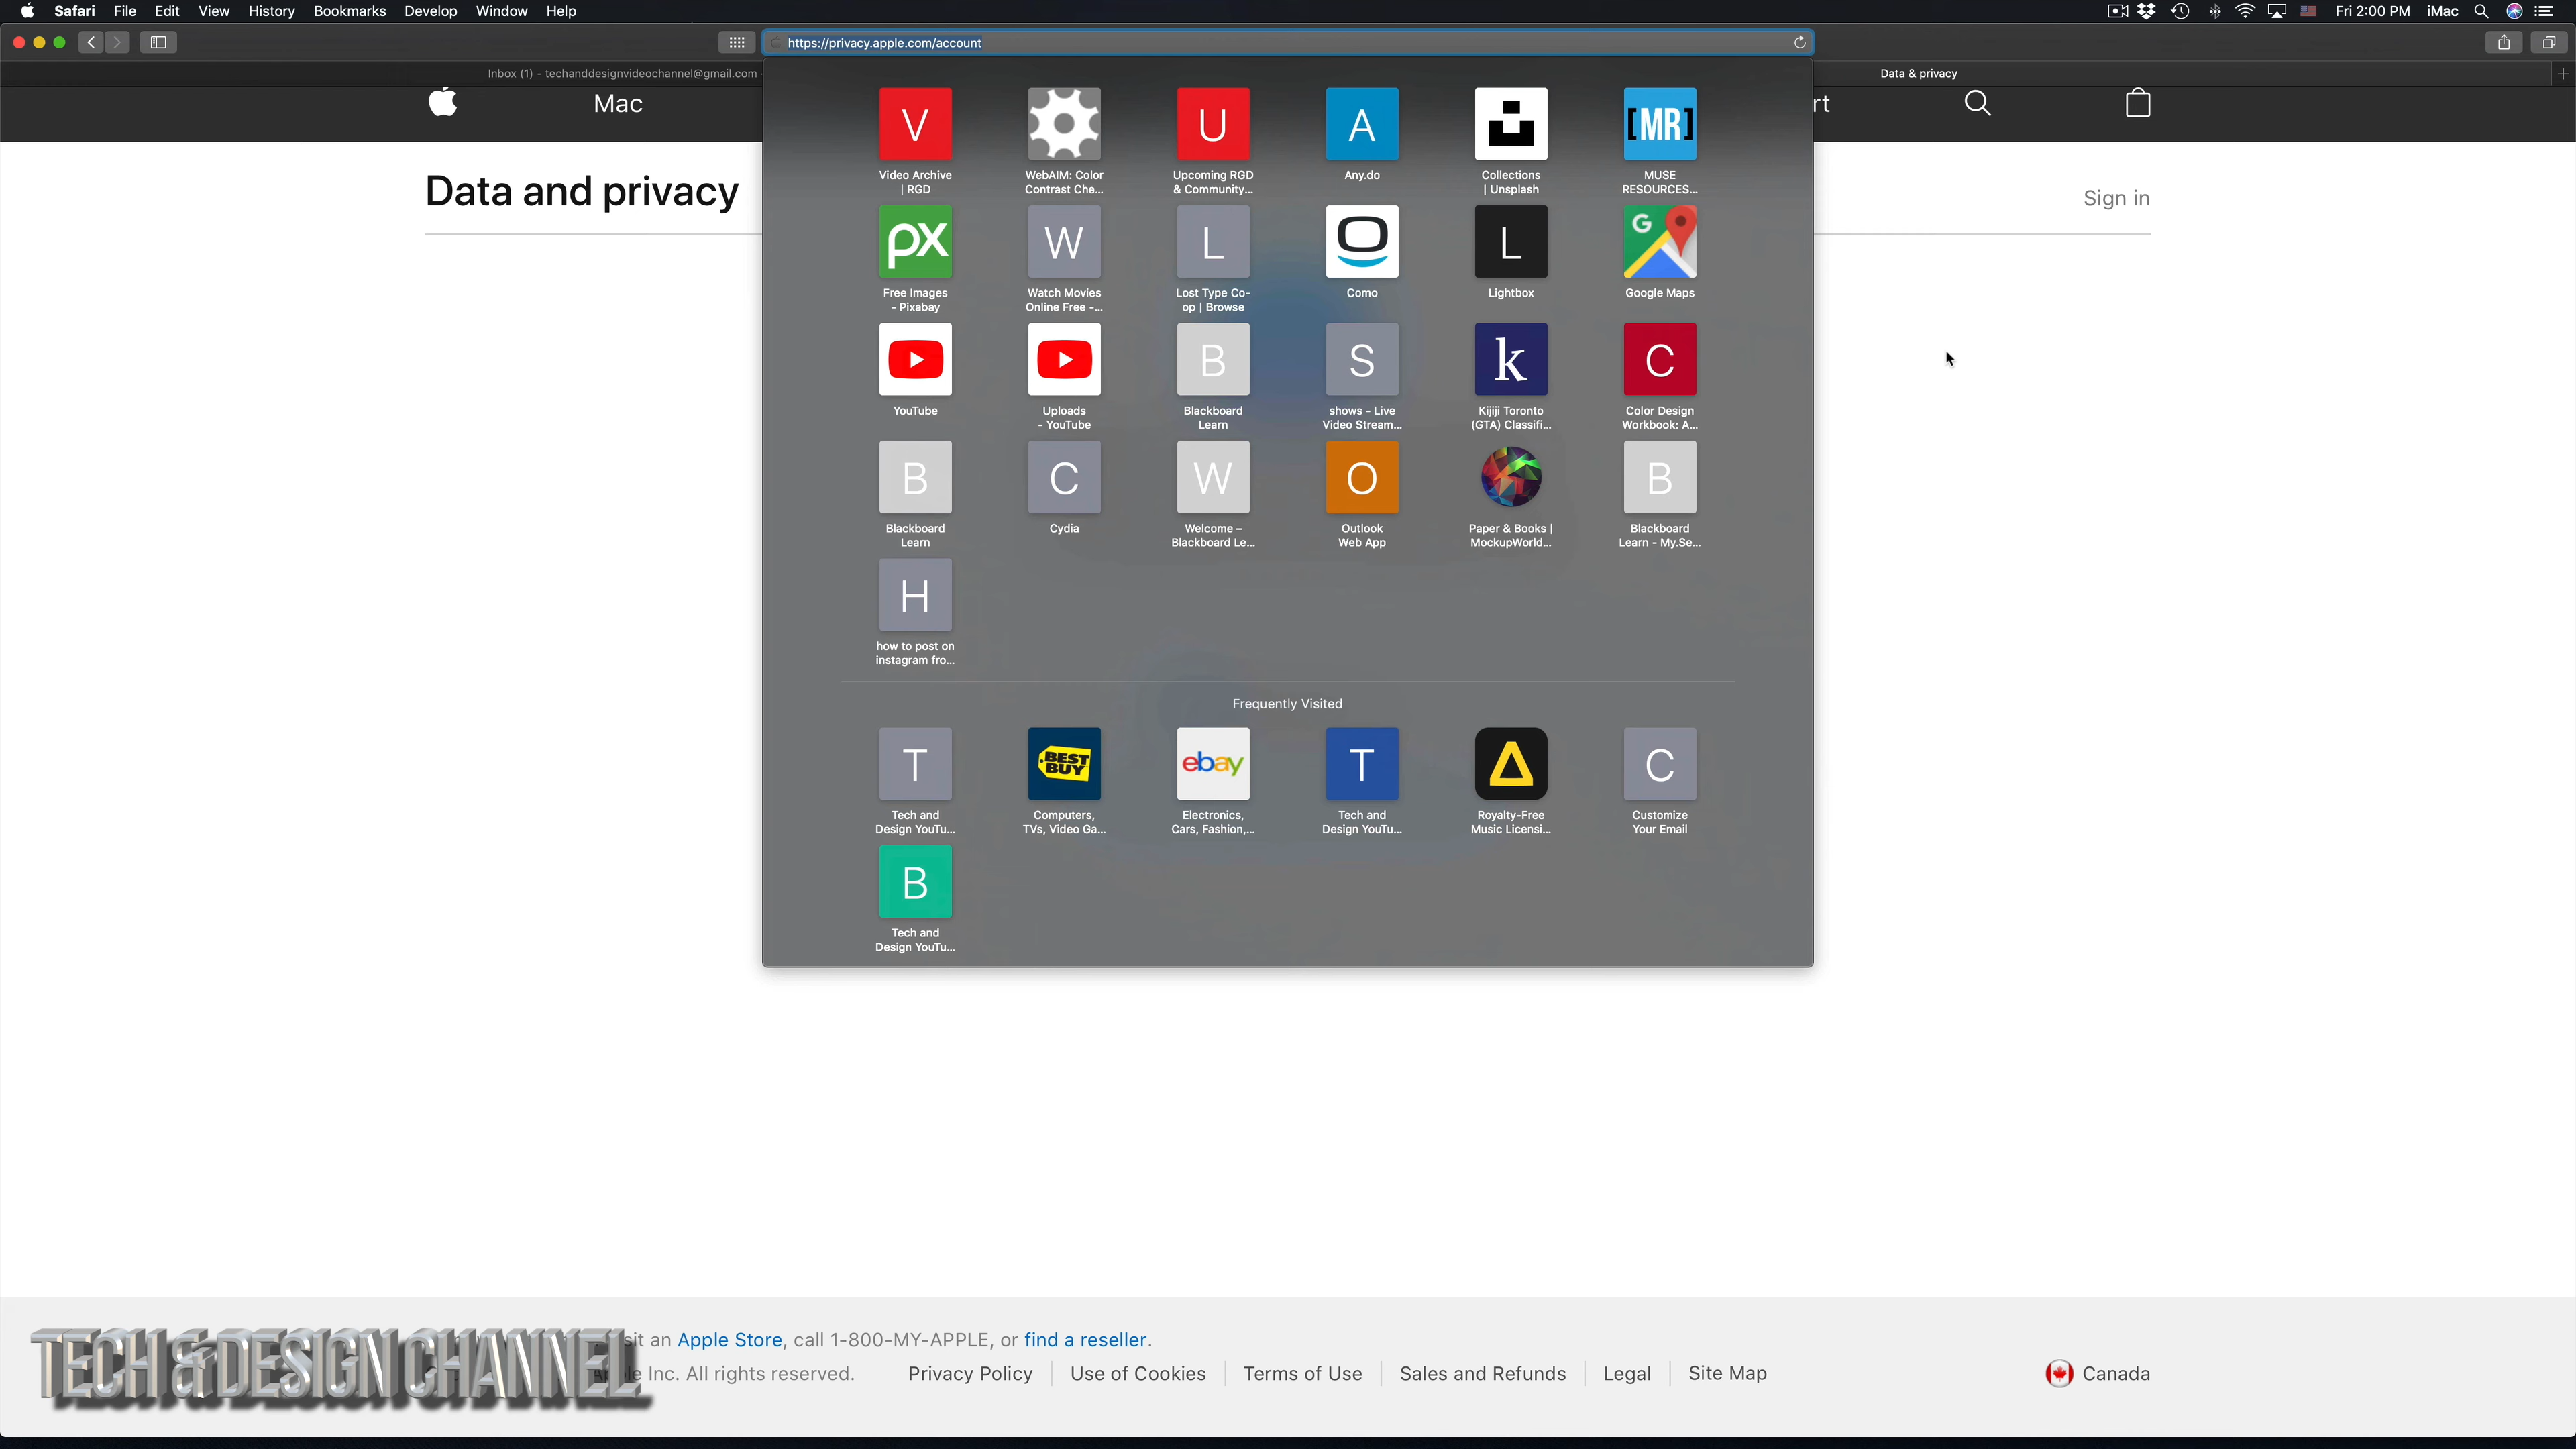 Safari File Edit View History Bookmarks Develop Window Help
Fri 2:00 PM iMac
https://privacy.apple.com/account
Inbox (1) - techanddesignvideochannel@gmail.com
Data & privacy
Mac
rt
Data and privacy
Sign in
V
U
A
[MR]
Video Archive
| RGD
WebAIM: Color
Contrast Che...
Upcoming RGD
& Community...
Any.do
Collections
| Unsplash
MUSE
RESOURCES...
px
W
L
L
G
Free Images
- Pixabay
Watch Movies
Online Free -...
Lost Type Co-
op | Browse
Como
Lightbox
Google Maps
B
S
k
C
YouTube
Uploads
- YouTube
Blackboard
Learn
shows - Live
Video Stream...
Kijiji Toronto
(GTA) Classifi...
Color Design
Workbook: A...
B
C
W
O
B
Blackboard
Learn
Cydia
Welcome –
Blackboard Le...
Outlook
Web App
Paper & Books |
MockupWorld...
Blackboard
Learn - My.Se...
H
how to post on
instagram fro...
Frequently Visited
T
BEST
BUY
ebay
T
C
Tech and
Design YouTu...
Computers,
TVs, Video Ga...
Electronics,
Cars, Fashion,...
Tech and
Design YouTu...
Royalty-Free
Music Licensi...
Customize
Your Email
B
Tech and
Design YouTu...
sit an Apple Store, call 1-800-MY-APPLE, or find a reseller.
Inc. All rights reserved.
Privacy Policy
Use of Cookies
Terms of Use
Sales and Refunds
Legal
Site Map
Canada
TECH & DESIGN CHANNEL